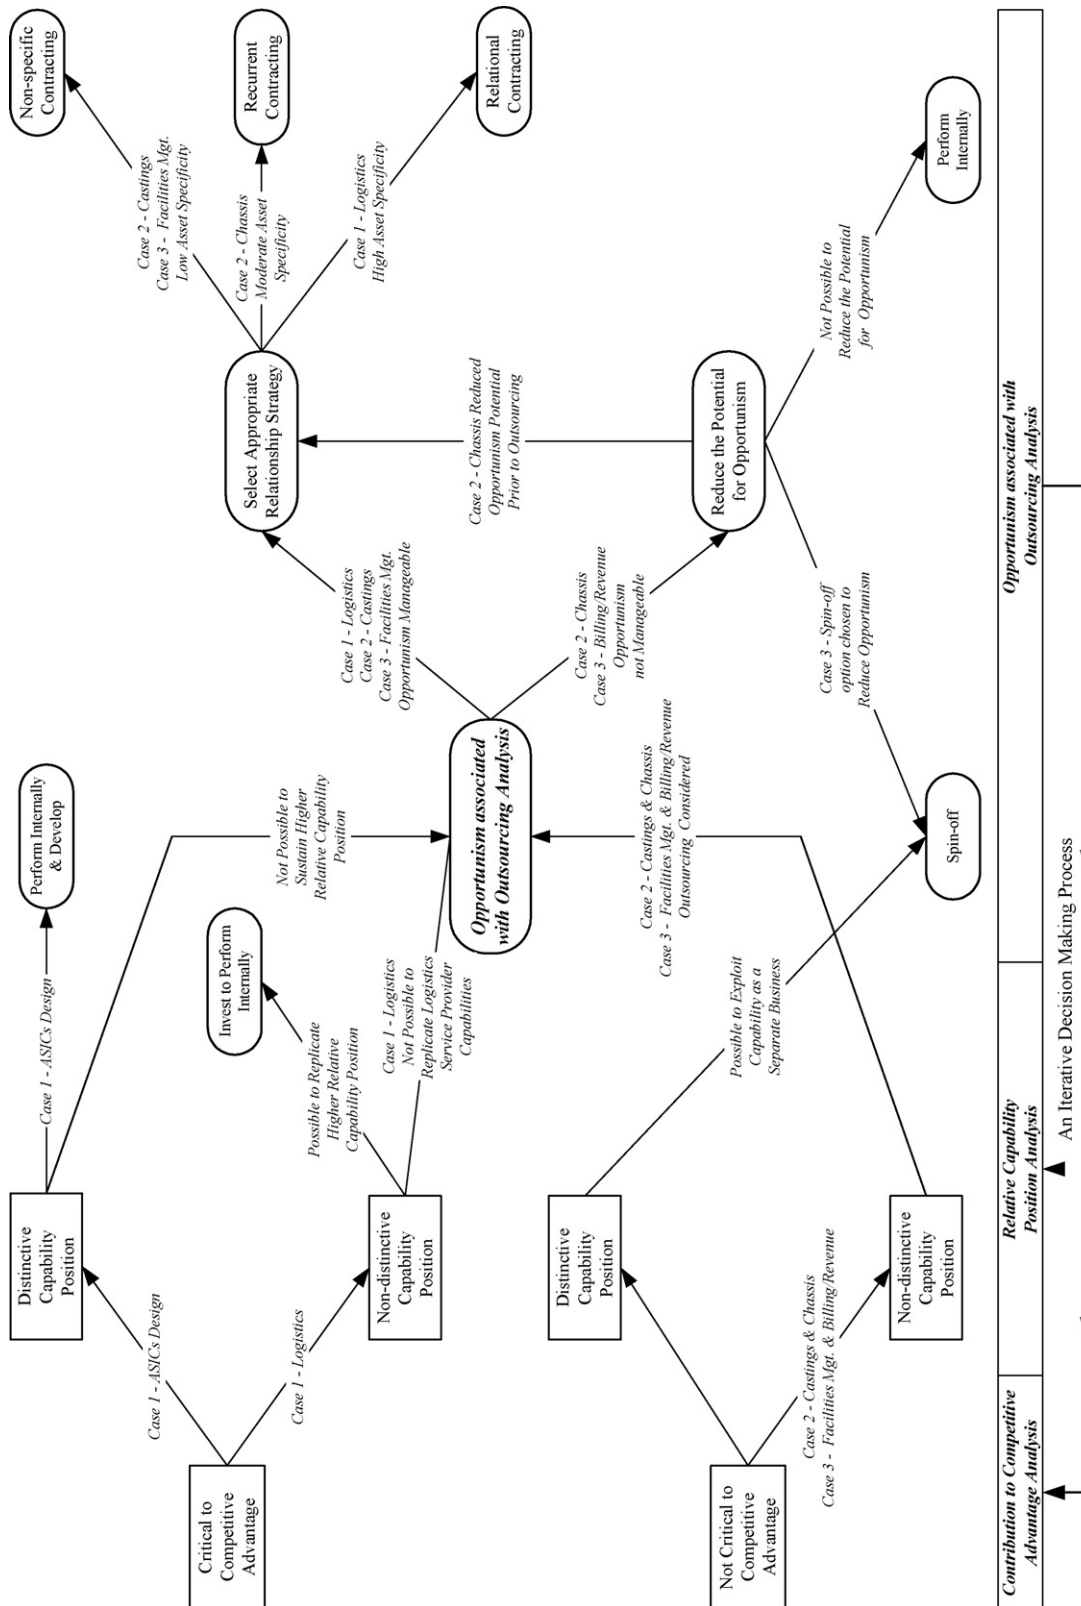 Critical to
Competitive
Advantage
Not Critical to
Competitive
Advantage
Case 1 - ASICs Design
Case 1 - Logistics
Case 2 - Castings & Chassis
Case 3 - Facilities Mgt. & Billing/Revenue
Distinctive
Capability
Position
Non-distinctive
Capability
Position
Distinctive
Capability
Position
Non-distinctive
Capability
Position
Case 1 - ASICs Design
Perform Internally
& Develop
Not Possible to
Sustain Higher
Relative Capability
Position
Possible to Replicate
Higher Relative
Capability Position
Invest to Perform
Internally
Case 1 - Logistics
Not Possible to
Replicate Logistics
Service Provider
Capabilities
Opportunism associated
with Outsourcing Analysis
Case 2 - Castings & Chassis
Case 3 - Facilities Mgt. & Billing/Revenue
Outsourcing Considered
Possible to Exploit
Capability as a
Separate Business
Spin-off
Case 1 - Logistics
Case 2 - Castings
Case 3 - Facilities Mgt.
Opportunism Manageable
Case 2 - Chassis
Case 3 - Billing/Revenue
Opportunism
not Manageable
Case 3 - Spin-off
option chosen to
Reduce Opportunism
Select Appropriate
Relationship Strategy
Case 2 - Chassis Reduced
Opportunism Potential
Prior to Outsourcing
Reduce the Potential
for Opportunism
Case 2 - Castings
Case 3 - Facilities Mgt.
Low Asset Specificity
Case 2 - Chassis
Moderate Asset
Specificity
Case 1 - Logistics
High Asset Specificity
Not Possible to
Reduce the Potential
for Opportunism
Non-specific
Contracting
Recurrent
Contracting
Relational
Contracting
Perform
Internally
Contribution to Competitive
Advantage Analysis
Relative Capability
Position Analysis
Opportunism associated with
Outsourcing Analysis
An Iterative Decision Making Process